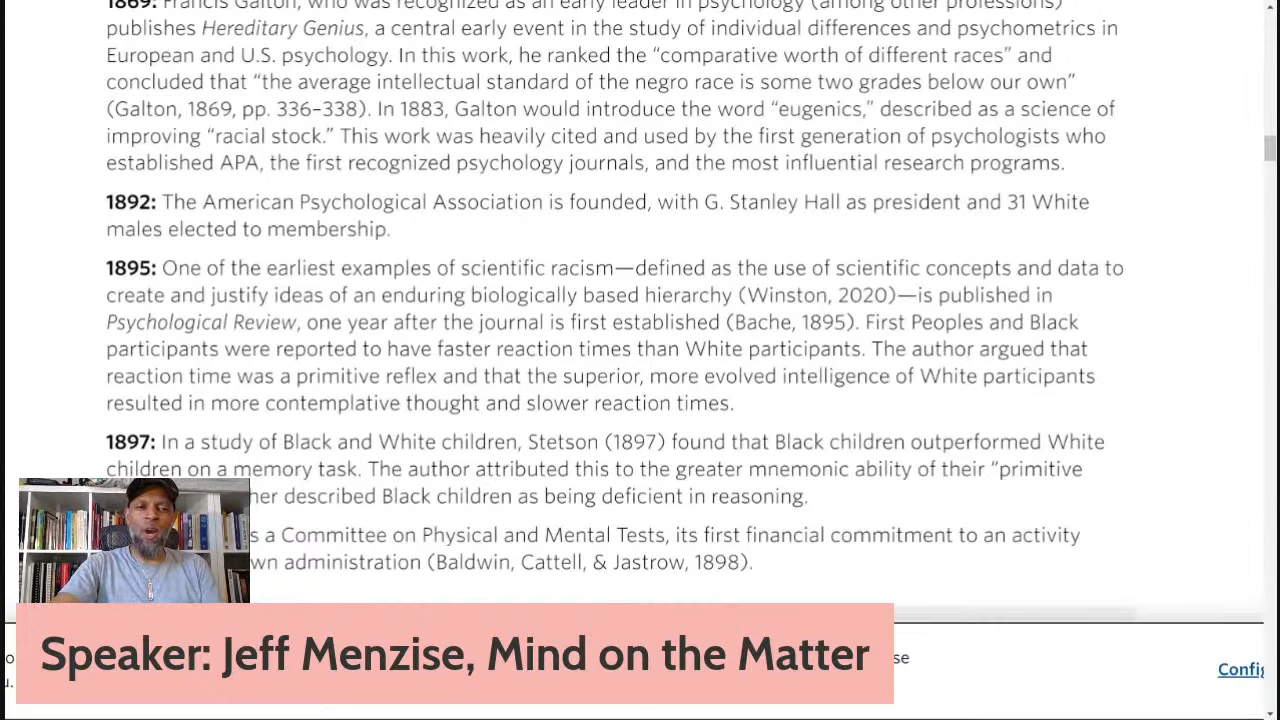 1869: Francis Galton, who was recognized as an early leader in psychology (among other professions)
publishes Hereditary Genius, a central early event in the study of individual differences and psychometrics in
European and U.S. psychology. In this work, he ranked the “comparative worth of different races” and
concluded that “the average intellectual standard of the negro race is some two grades below our own”
(Galton, 1869, pp. 336–338). In 1883, Galton would introduce the word “eugenics,” described as a science of
improving “racial stock.” This work was heavily cited and used by the first generation of psychologists who
established APA, the first recognized psychology journals, and the most influential research programs.
1892: The American Psychological Association is founded, with G. Stanley Hall as president and 31 White
males elected to membership.
1895: One of the earliest examples of scientific racism—defined as the use of scientific concepts and data to
create and justify ideas of an enduring biologically based hierarchy (Winston, 2020)—is published in
Psychological Review, one year after the journal is first established (Bache, 1895). First Peoples and Black
participants were reported to have faster reaction times than White participants. The author argued that
reaction time was a primitive reflex and that the superior, more evolved intelligence of White participants
resulted in more contemplative thought and slower reaction times.
1897: In a study of Black and White children, Stetson (1897) found that Black children outperformed White
children on a memory task. The author attributed this to the greater mnemonic ability of their “primitive
her described Black children as being deficient in reasoning.
s a Committee on Physical and Mental Tests, its first financial commitment to an activity
wn administration (Baldwin, Cattell, & Jastrow, 1898).
Speaker: Jeff Menzise, Mind on the Matter
se
Config